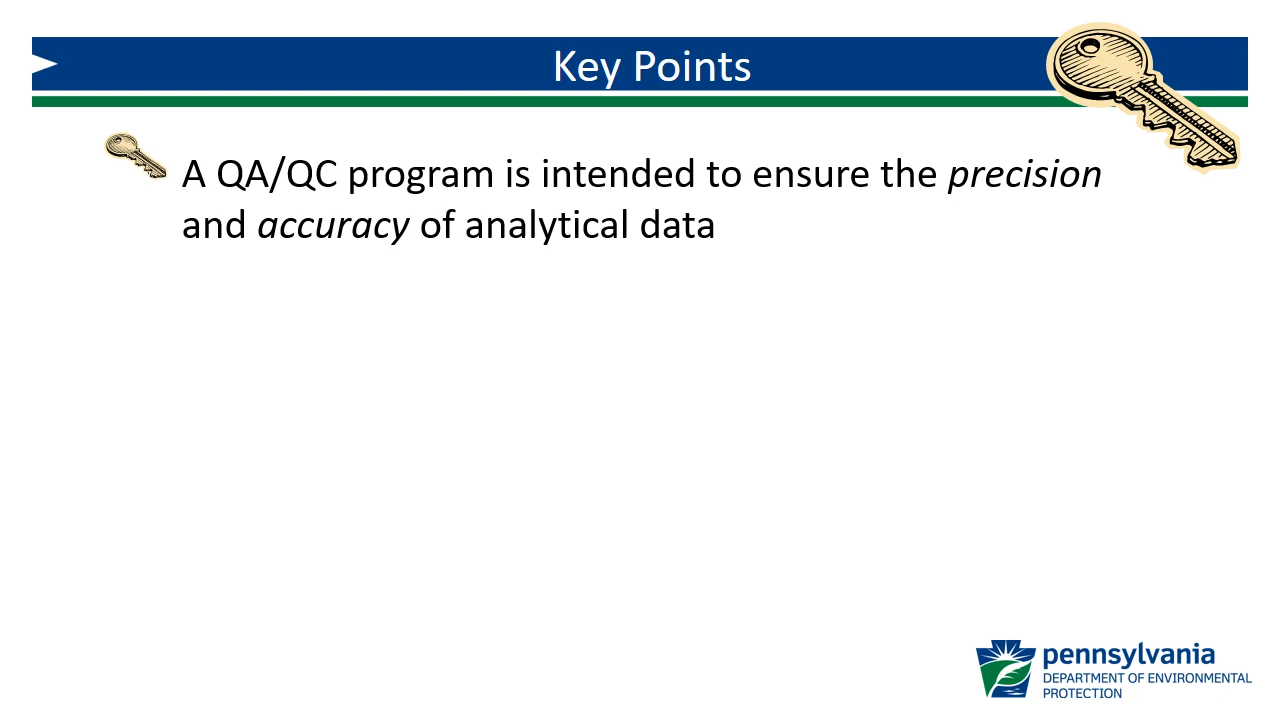 Key Points
A QA/QC program is intended to ensure the precision
and accuracy of analytical data
pennsylvania
DEPARTMENT OF ENVIRONMENTAL
PROTECTION